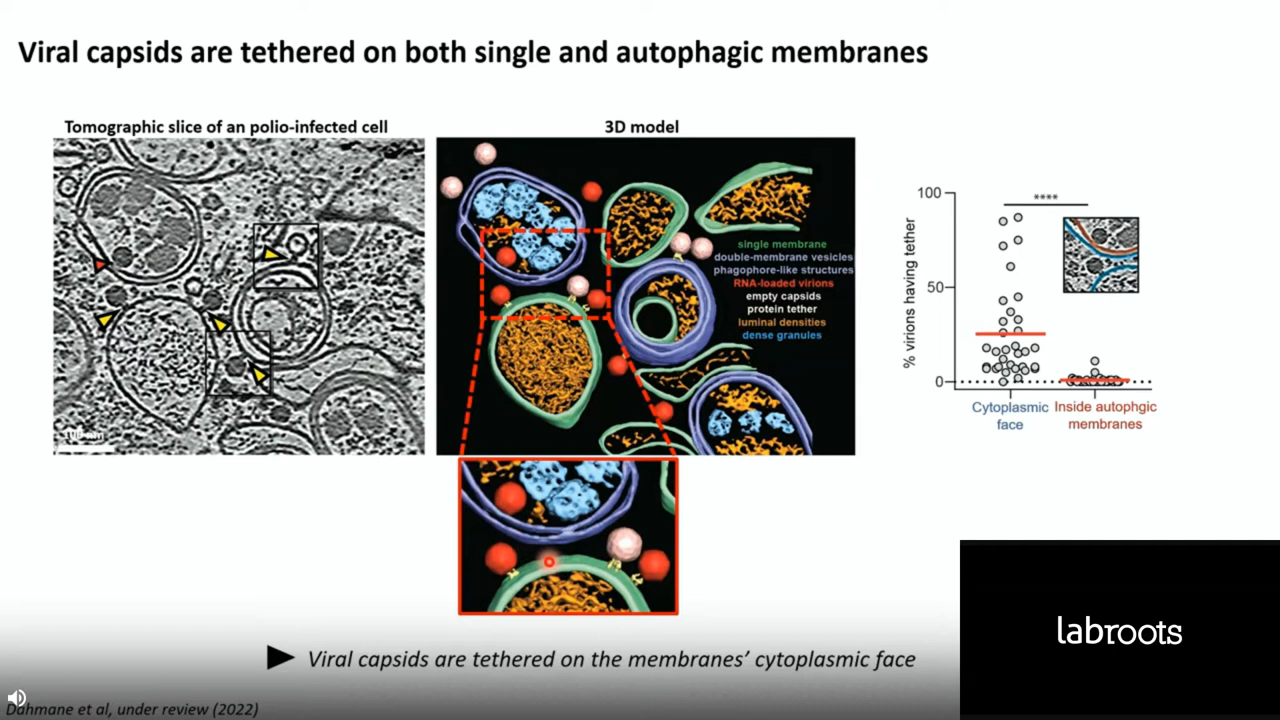 Viral capsids are tethered on both single and autophagic membranes
Tomographic slice of an polio-infected cell
3D model
100 nm
single membrane
double-membrane vesicles
phagophore-like structures
RNA-loaded virions
empty capsids
protein tether
luminal densities
dense granules
% virions having tether
100
50
0
****
Cytoplasmic
face
Inside autophgic
membranes
Viral capsids are tethered on the membranes’ cytoplasmic face
labroots
Dahmane et al, under review (2022)